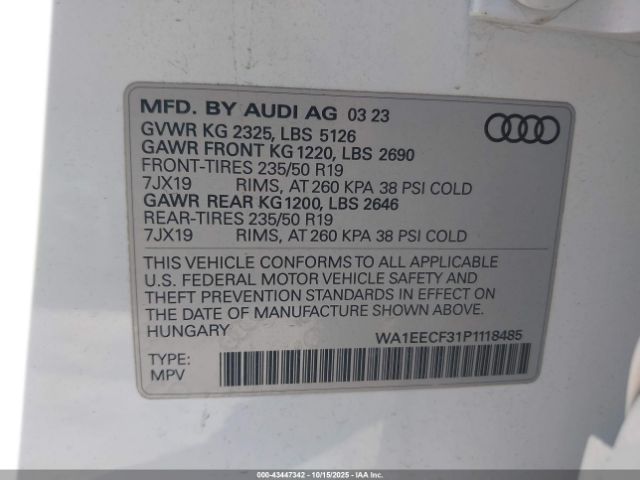 MFD. BY AUDI AG 03 23
GVWR KG 2325, LBS 5126
GAWR FRONT KG 1220, LBS 2690
FRONT-TIRES 235/50 R19
7JX19 RIMS, AT 260 KPA 38 PSI COLD
GAWR REAR KG1200, LBS 2646
REAR-TIRES 235/50 R19
7JX19 RIMS, AT 260 KPA 38 PSI COLD
THIS VEHICLE CONFORMS TO ALL APPLICABLE
U.S. FEDERAL MOTOR VEHICLE SAFETY AND
THEFT PREVENTION STANDARDS IN EFFECT ON
THE DATE OF MANUFACTURE SHOWN ABOVE.
HUNGARY
WA1EECF31P1118485
TYPE:
MPV
000-43447342 - 10/15/2025 - IAA, Inc.